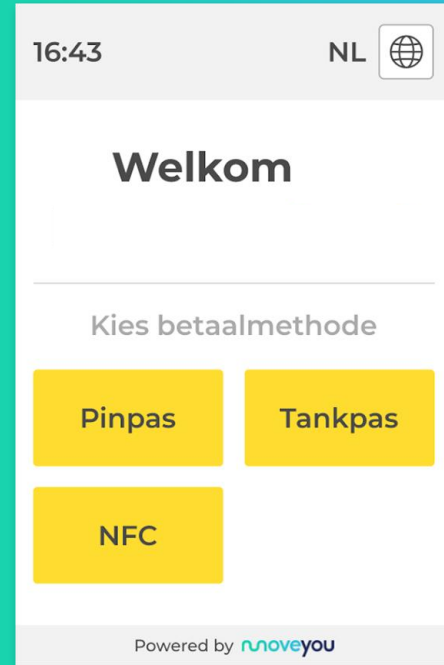 16:43 NL
Welkom
Kies betaalmethode
Pinpas Tankpas
NFC
Powered by moveyou